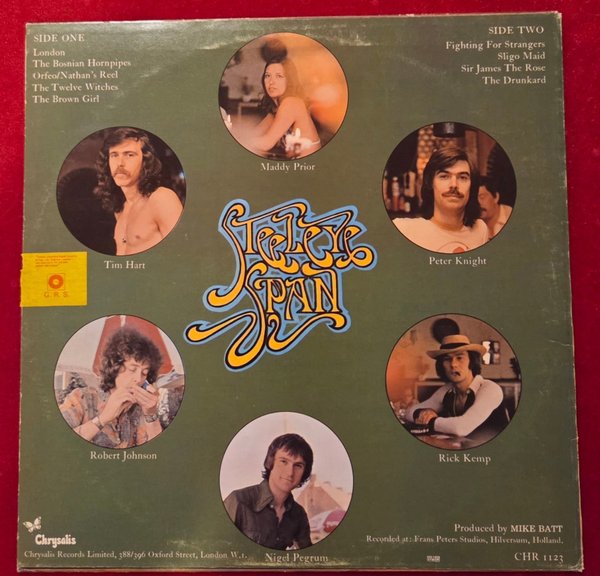 SIDE ONE
London
The Bosnian Hornpipes
Orfeo/Nathan's Reel
The Twelve Witches
The Brown Girl
SIDE TWO
Fighting For Strangers
Sligo Maid
Sir James The Rose
The Drunkard
Maddy Prior
Tim Hart
Peter Knight
STEELEYE
SPAN
G.R.S.
Robert Johnson
Rick Kemp
Nigel Pegrum
Chrysalis
Chrysalis Records Limited, 388/396 Oxford Street, London W.1.
Produced by MIKE BATT
Recorded at: Frans Peters Studios, Hilversum, Holland.
CHR 1123